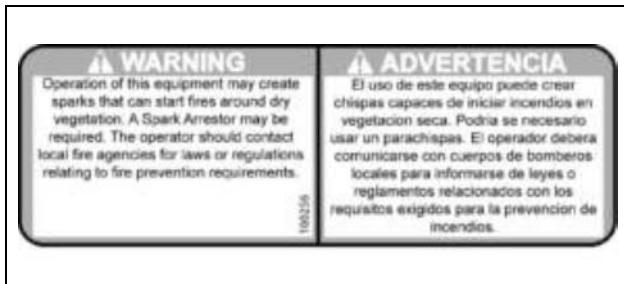 WARNING
Operation of this equipment may create
sparks that can start fires around dry
vegetation. A Spark Arrestor may be
required. The operator should contact
local fire agencies for laws or regulations
relating to fire prevention requirements.
100256
ADVERTENCIA
El uso de este equipo puede crear
chispas capaces de iniciar incendios en
vegetacion seca. Podria se necesario
usar un parachispas. El operador debera
comunicarse con cuerpos de bomberos
locales para informarse de leyes o
reglamentos relacionados con los
requisitos exigidos para la prevencion de
incendios.